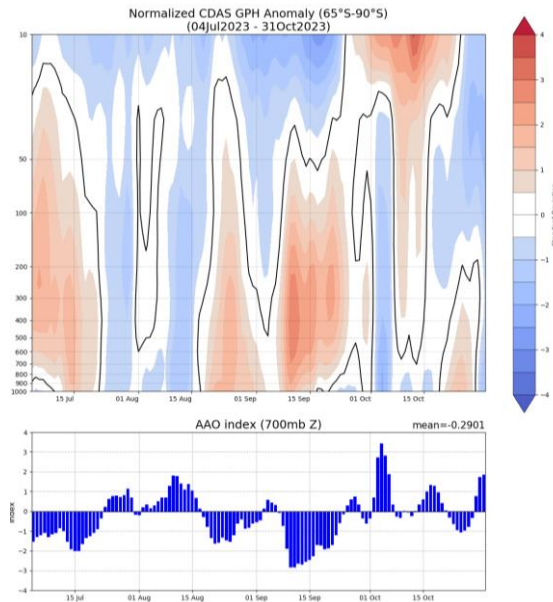 Normalized CDAS GPH Anomaly (65°S-90°S)
(04Jul2023 - 31Oct2023)
10
50
100
200
300
400
500
600
700
800
900
1000
15 Jul
01 Aug
15 Aug
01 Sep
15 Sep
01 Oct
15 Oct
4
3
2
1
0
−1
−2
−3
−4
AAO index (700mb Z)
mean=-0.2901
index
4
3
2
1
0
−1
−2
−3
−4
15 Jul
01 Aug
15 Aug
01 Sep
15 Sep
01 Oct
15 Oct